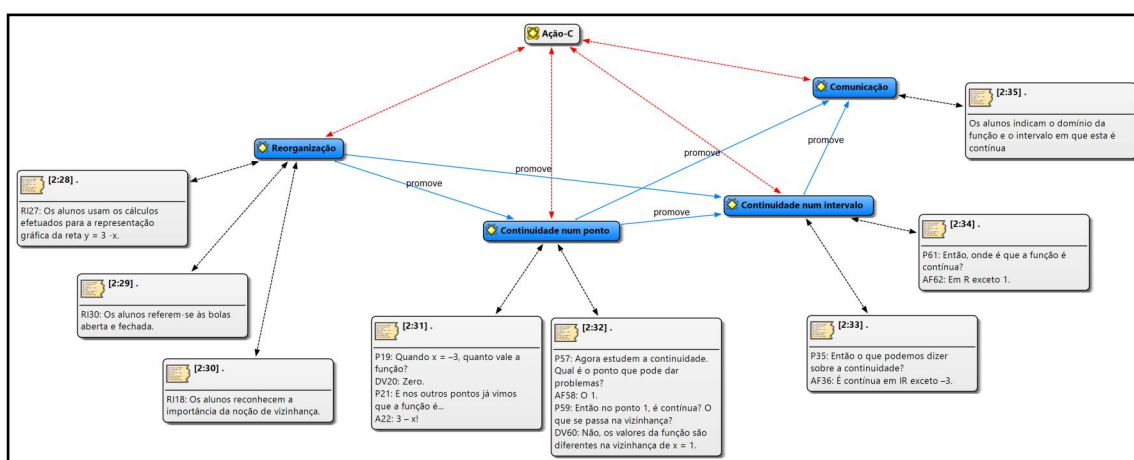 Ação-C
Comunicação
[2:35] .
Os alunos indicam o domínio da
função e o intervalo em que esta é
contínua
Reorganização
promove
promove
promove
promove
promove
[2:28] .
RI27: Os alunos usam os cálculos
efetuados para a representação
gráfica da reta y = 3 -x.
Continuidade num intervalo
Continuidade num ponto
[2:34] .
P61: Então, onde é que a função é
contínua?
AF62: Em R exceto 1.
[2:29] .
RI30: Os alunos referem-se às bolas
aberta e fechada.
[2:31] .
P19: Quando x = –3, quanto vale a
função?
DV20: Zero.
P21: E nos outros pontos já vimos
que a função é...
A22: 3 – x!
[2:32] .
P57: Agora estudem a continuidade.
Qual é o ponto que pode dar
problemas?
AF58: O 1.
P59: Então no ponto 1, é contínua? O
que se passa na vizinhança?
DV60: Não, os valores da função são
diferentes na vizinhança de x = 1.
[2:33] .
P35: Então o que podemos dizer
sobre a continuidade?
AF36: É contínua em IR exceto –3.
[2:30] .
RI18: Os alunos reconhecem a
importância da noção de vizinhança.